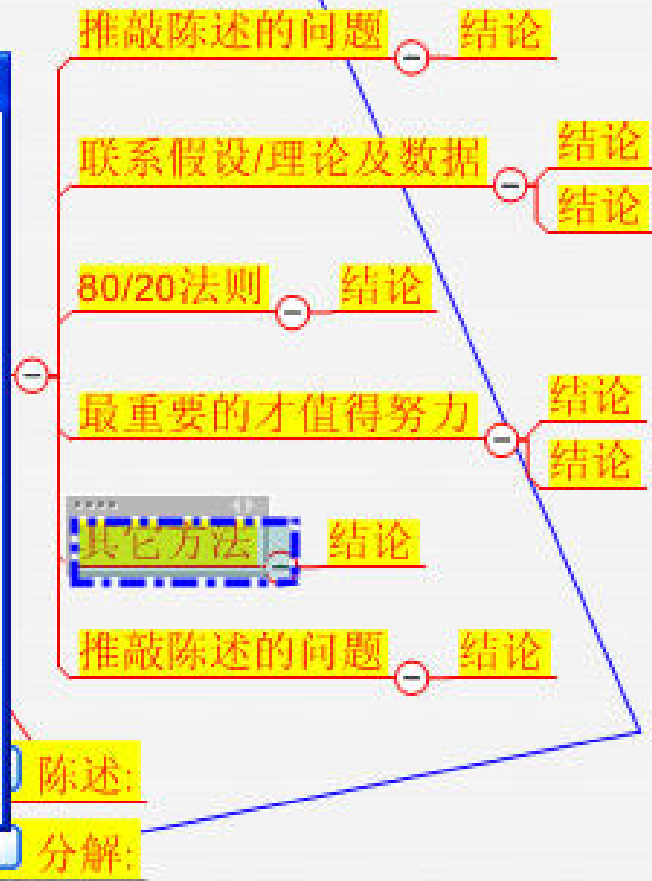 推敲陈述的问题 结论
联系假设/理论及数据 结论
结论
80/20法则 结论
最重要的才值得努力 结论
结论
其它方法 结论
推敲陈述的问题 结论
陈述:
分解: